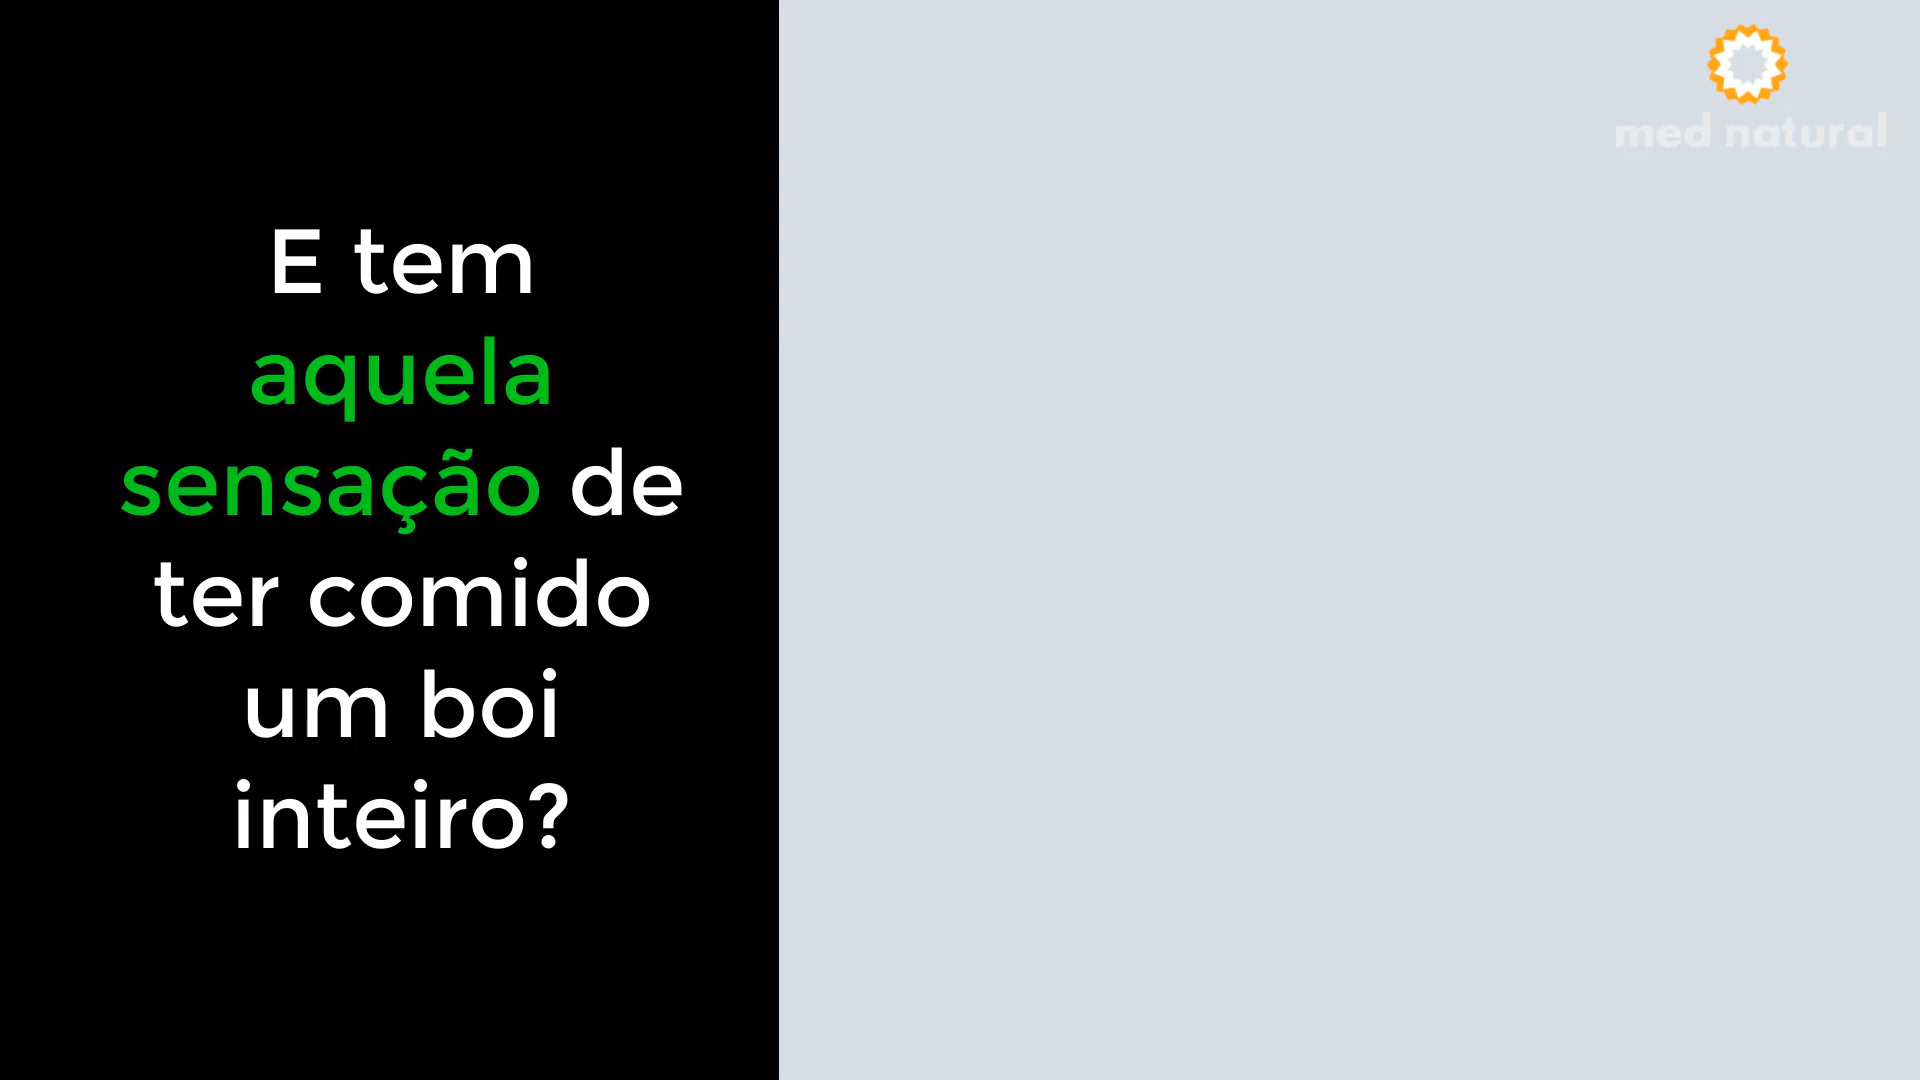 E tem
aquela
sensação de
ter comido
um boi
inteiro?
med natural